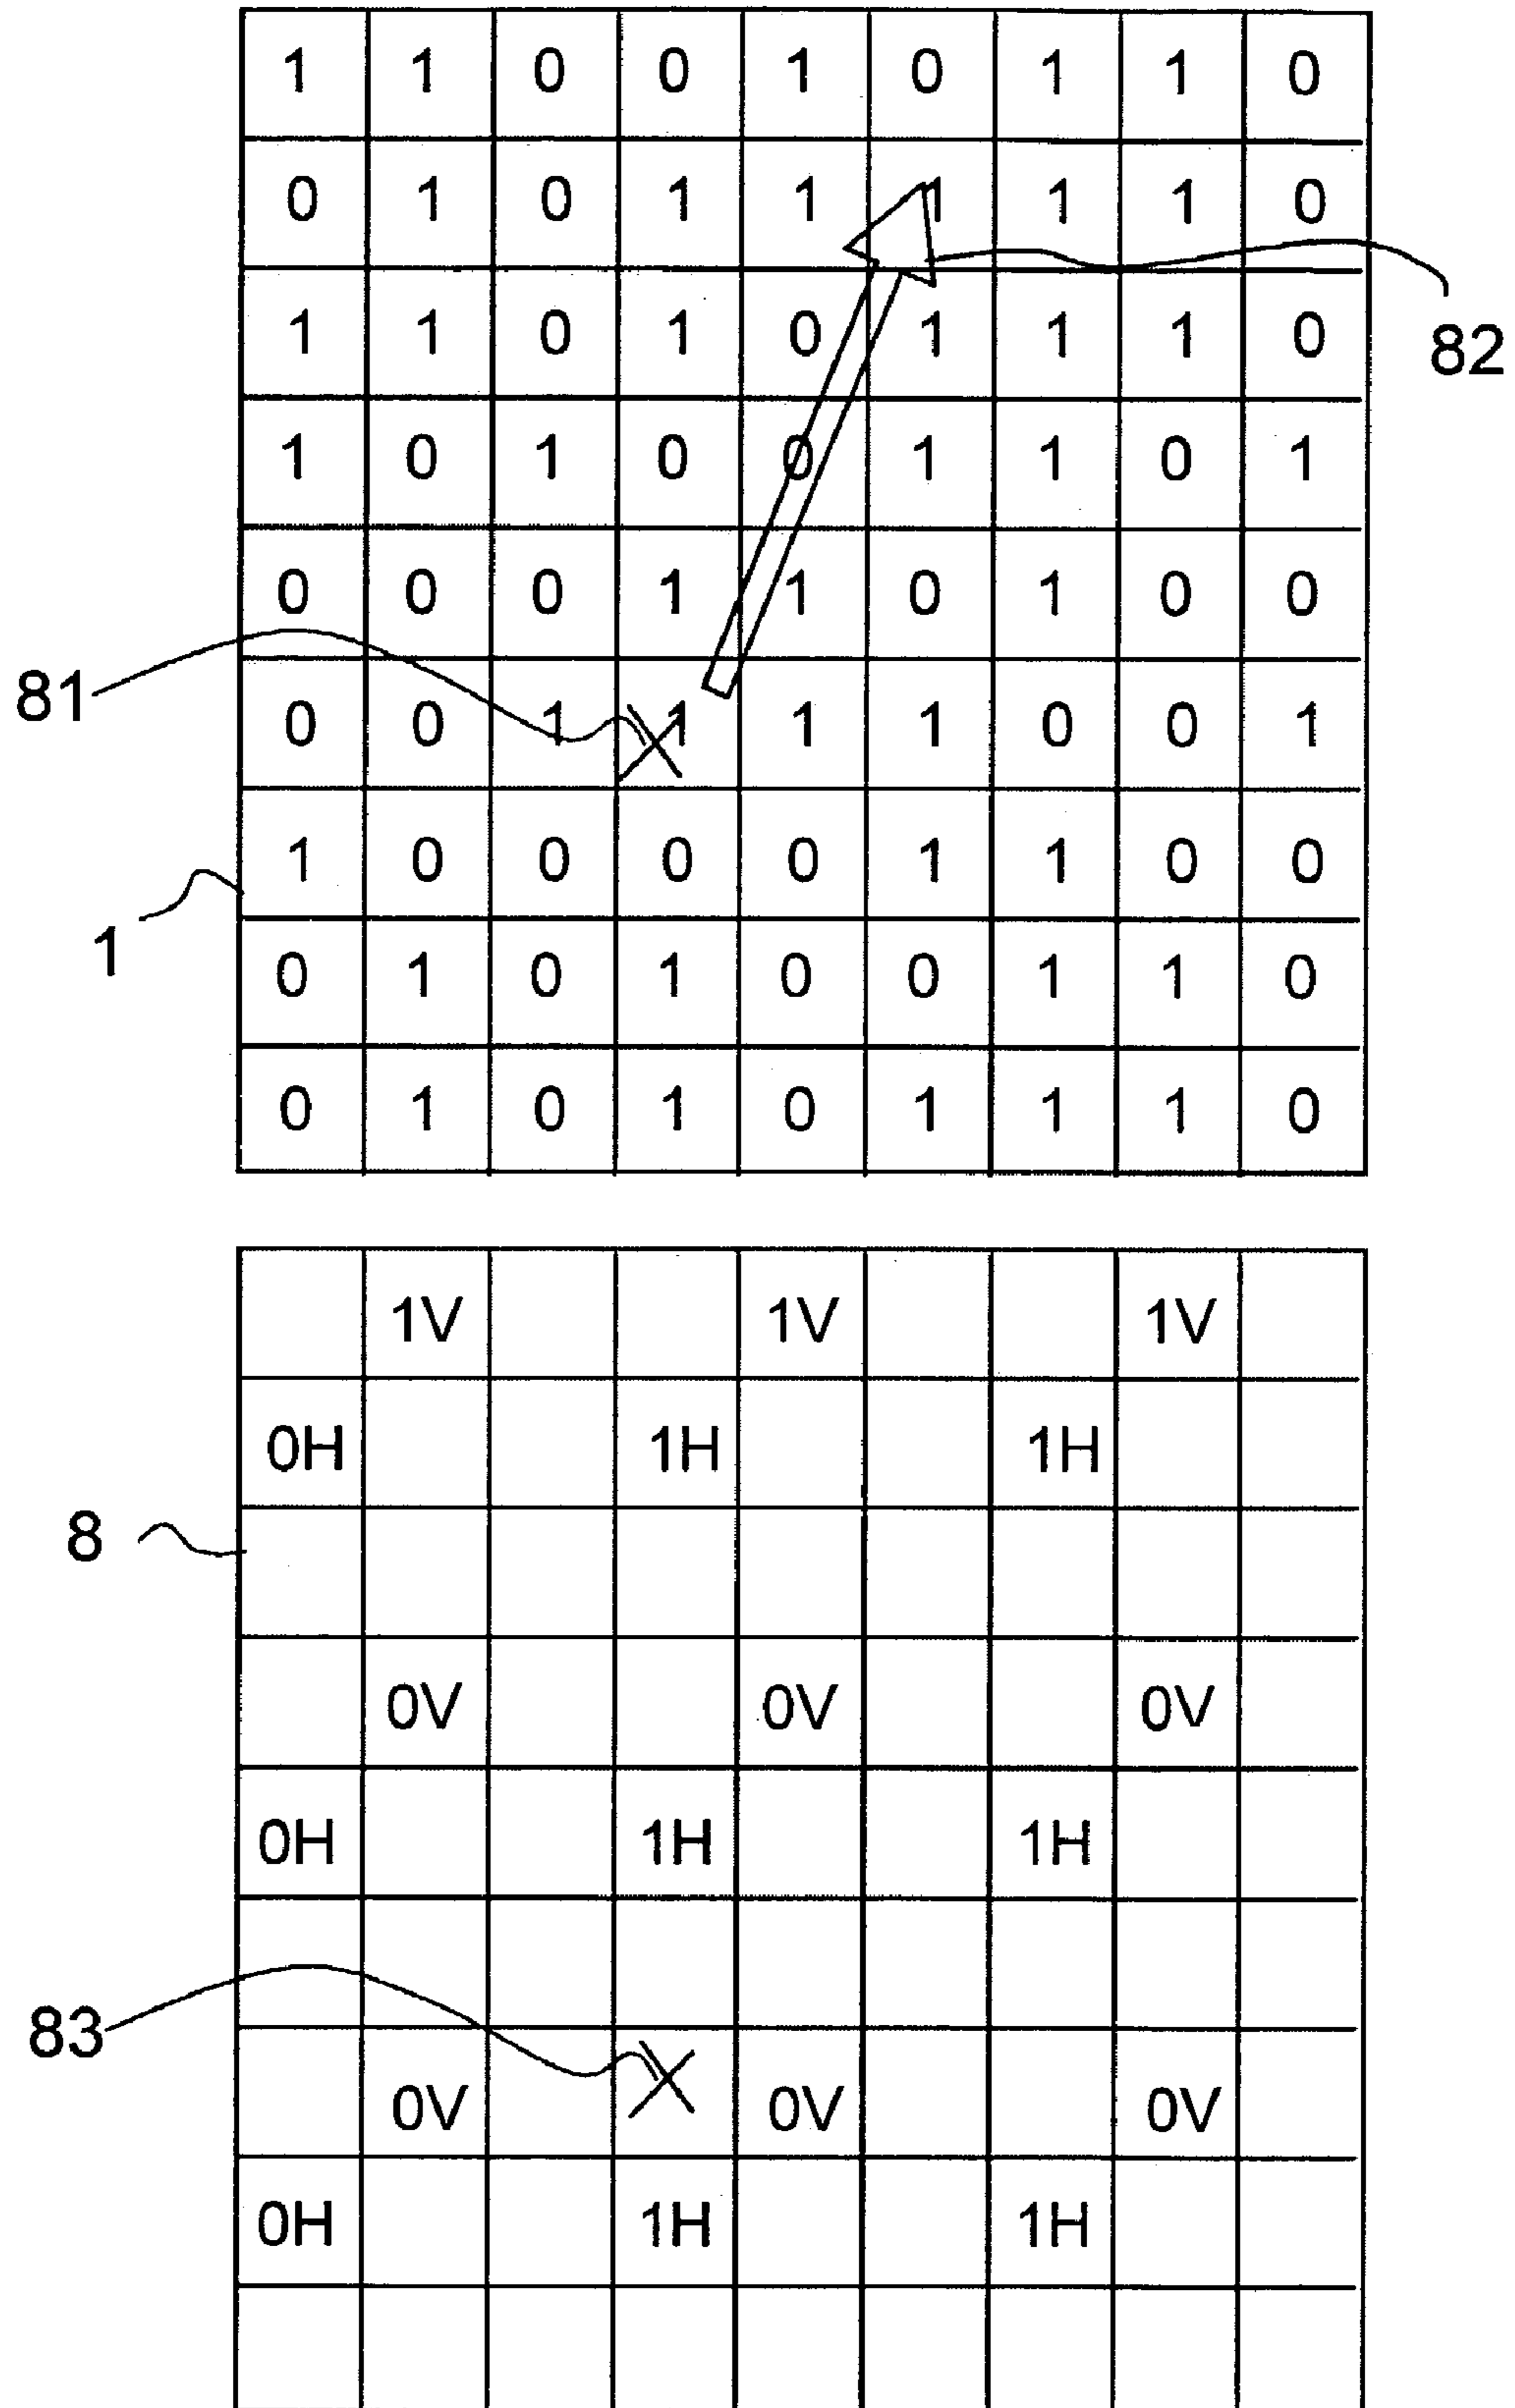 1 1 0 0 1 0 1 1 0
0 1 0 1 1 1 1 1 0
1 1 0 1 0 1 1 1 0
82
1 0 1 0 0 1 1 0 1
0 0 0 1 1 0 1 0 0
81
0 0 1 1 1 1 0 0 1
1 0 0 0 0 1 1 0 0
1
0 1 0 1 0 0 1 1 0
0 1 0 1 0 1 1 1 0
1V 1V 1V
0H 1H 1H
8
0V 0V 0V
0H 1H 1H
83
0V 0V 0V
0H 1H 1H